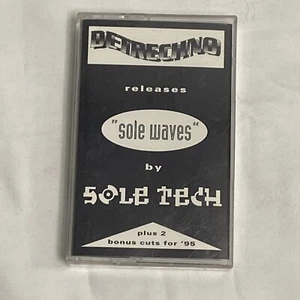 DETRECHNO
releases
"sole waves"
by
SOLE TECH
plus 2
bonus cuts for '95